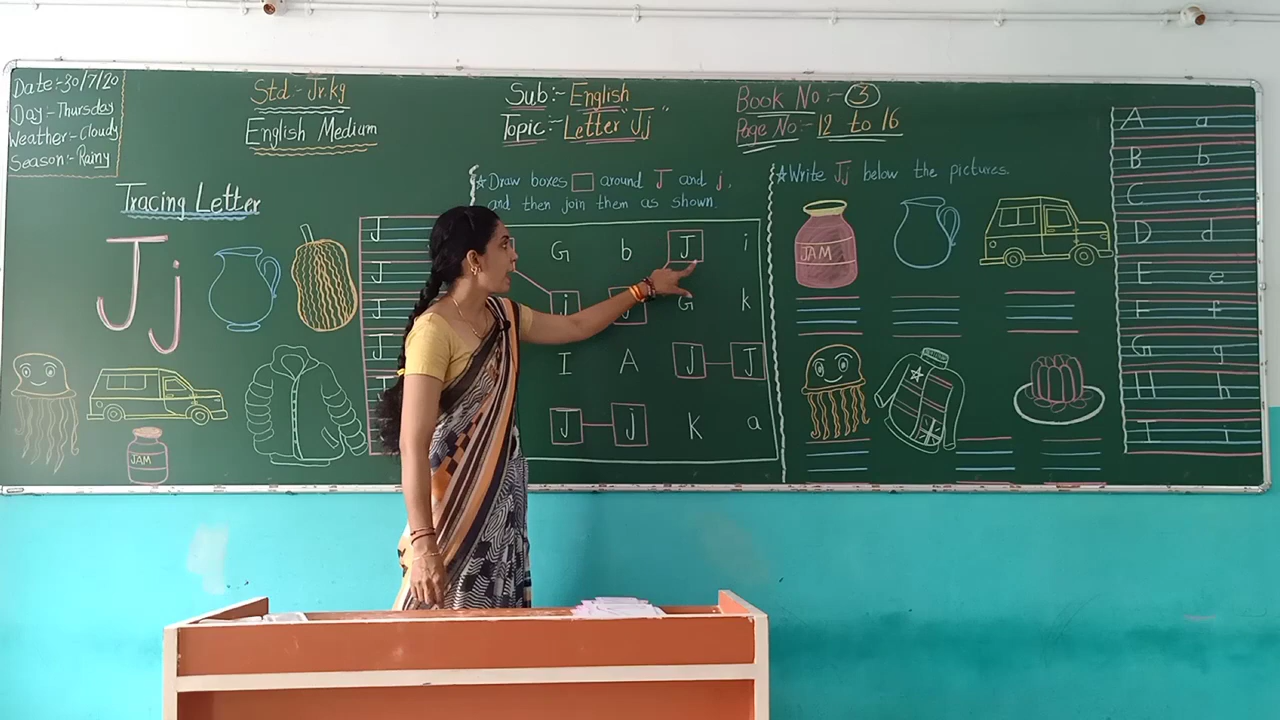 Date:-30/7/20
Day:-Thursday
Weather:-Cloudy
Season:-Rainy
Std.-Jr.kg
English Medium
Sub:- English
Topic:- Letter "Jj"
Book No:- 3
Page No:- 12 to 16
Tracing Letter
J j
JAM
J
J
J
J
☆Draw boxes □ around J and j,
and then join them as shown.
G b J i
j G k
I A J J
J j K a
☆Write Jj below the pictures.
JAM
A a
B b
C c
D d
E e
F f
G g
H h
I i